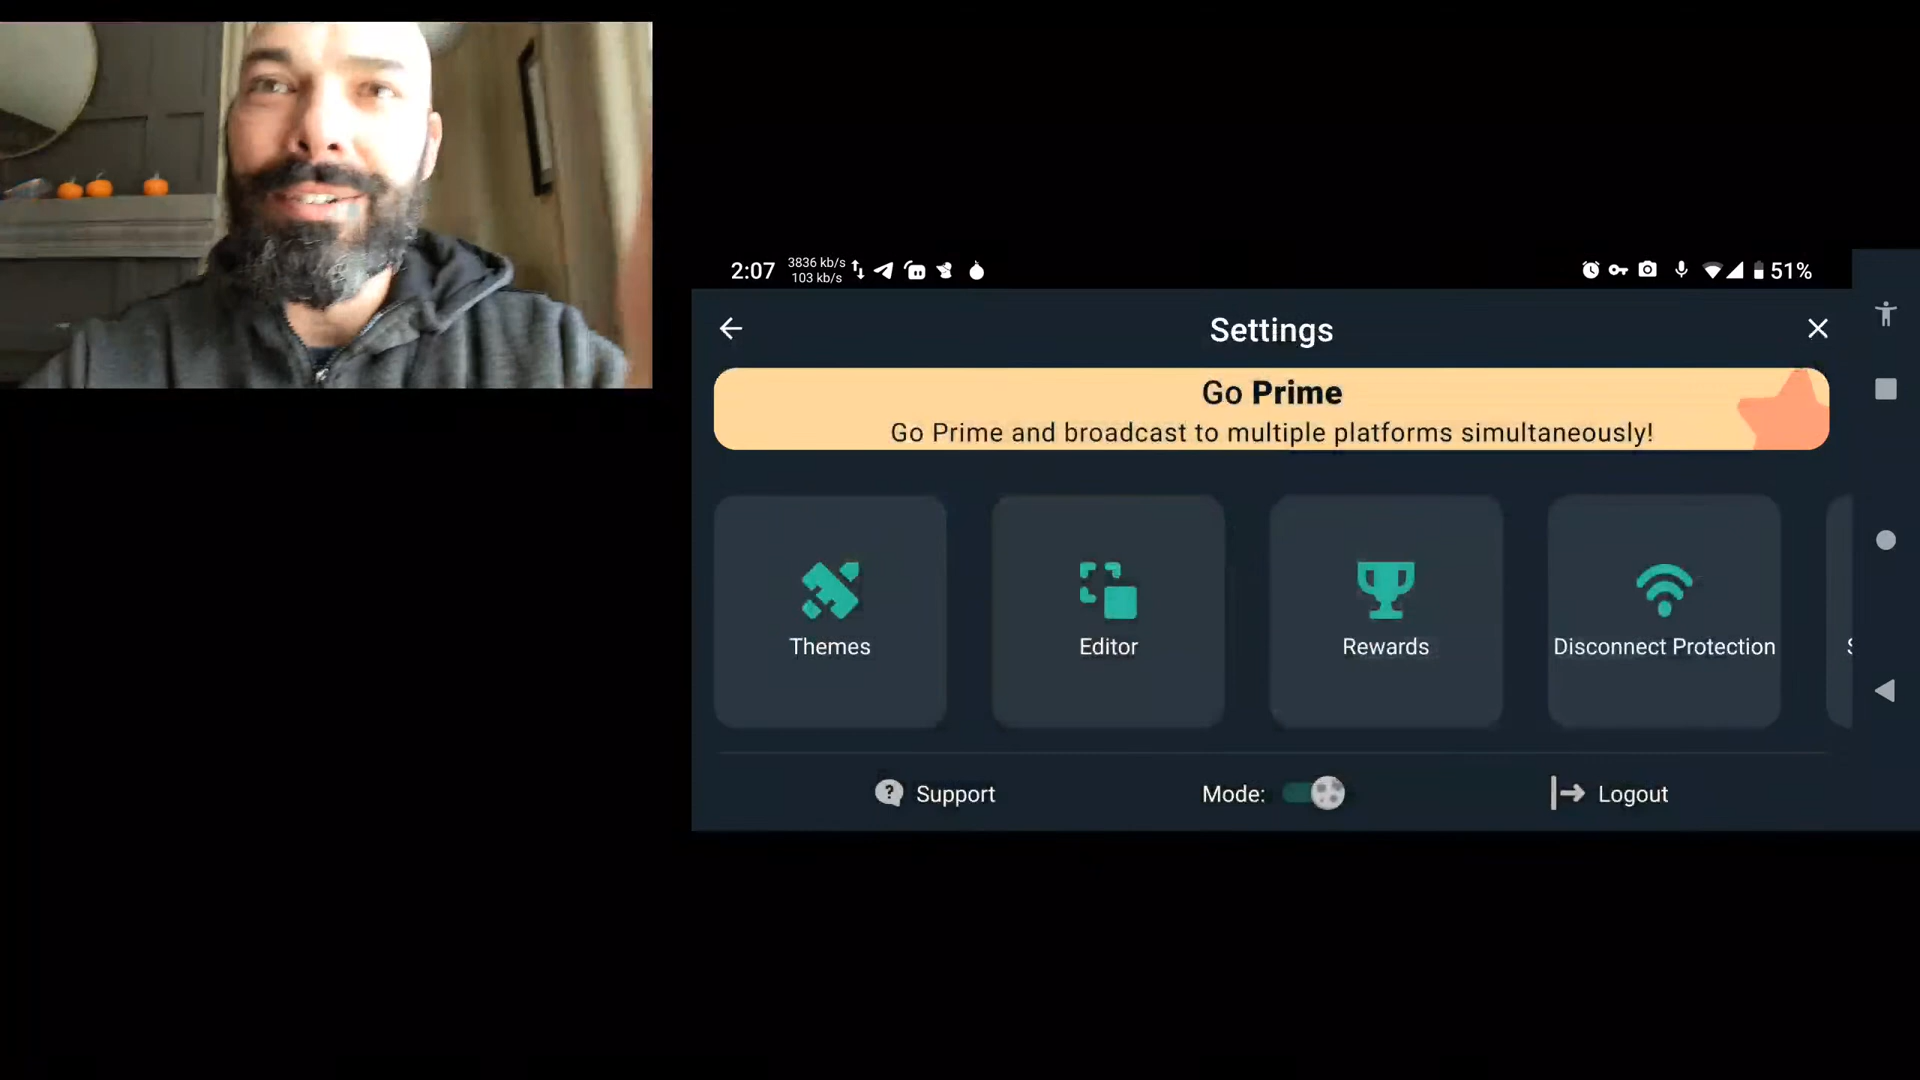 2:07 3836 kb/s 51%
103 kb/s
Settings
Go Prime
Go Prime and broadcast to multiple platforms simultaneously!
Themes Editor Rewards Disconnect Protection
Support Mode: Logout